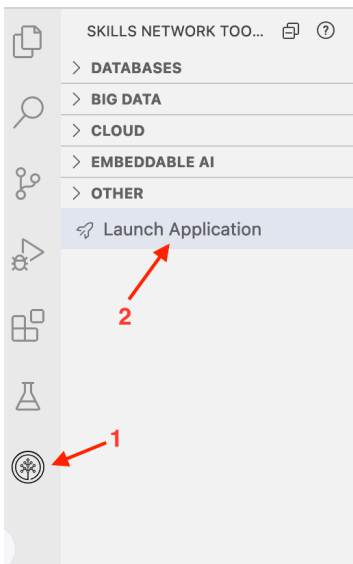 SKILLS NETWORK TOO...
DATABASES
BIG DATA
CLOUD
EMBEDDABLE AI
OTHER
Launch Application
2
1